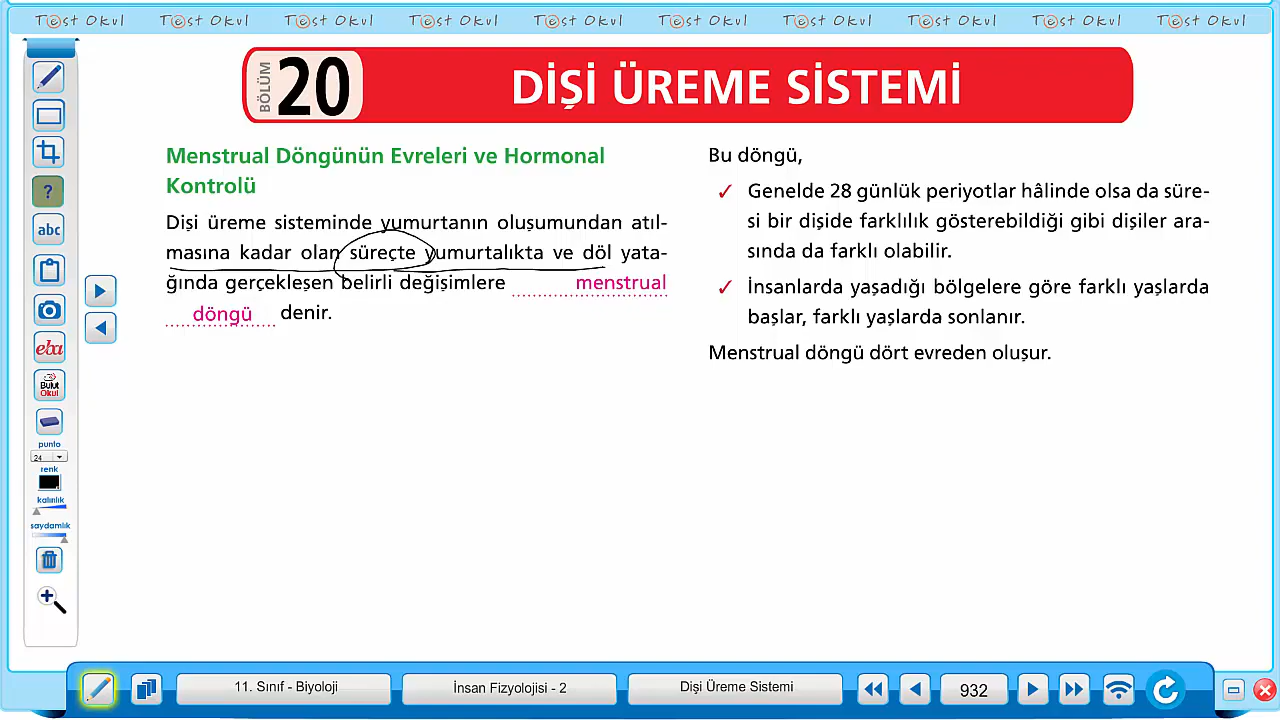 Test Okul Test Okul Test Okul Test Okul Test Okul Test Okul Test Okul Test Okul Test Okul Test Okul
BÖLÜM 20 DİŞİ ÜREME SİSTEMİ
Menstrual Döngünün Evreleri ve Hormonal
Kontrolü
Dişi üreme sisteminde yumurtanın oluşumundan atıl-
masına kadar olan süreçte yumurtalıkta ve döl yata-
ğında gerçekleşen belirli değişimlere menstrual
döngü denir.
Bu döngü,
✓ Genelde 28 günlük periyotlar hâlinde olsa da süre-
si bir dişide farklılık gösterebildiği gibi dişiler ara-
sında da farklı olabilir.
✓ İnsanlarda yaşadığı bölgelere göre farklı yaşlarda
başlar, farklı yaşlarda sonlanır.
Menstrual döngü dört evreden oluşur.
?
abc
eba
Bulut
Okul
punto
24
renk
kalınlık
saydamlık
11. Sınıf - Biyoloji İnsan Fizyolojisi - 2 Dişi Üreme Sistemi 932